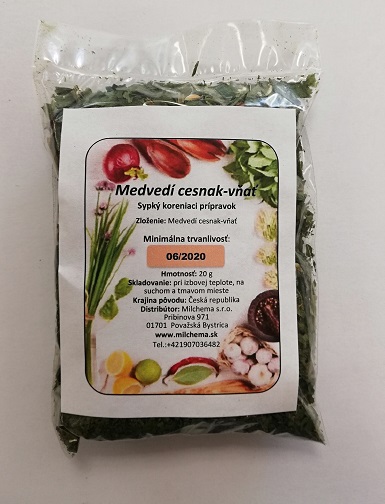 Medvedí cesnak-vňať
Sypký koreniaci prípravok
Zloženie: Medvedí cesnak-vňať
Minimálna trvanlivosť:
06/2020
Hmotnosť: 20 g
Skladovanie: pri izbovej teplote, na
suchom a tmavom mieste
Krajina pôvodu: Česká republika
Distribútor: Milchema s.r.o.
Pribinova 971
01701 Považská Bystrica
www.milchema.sk
Tel.:+421907036482